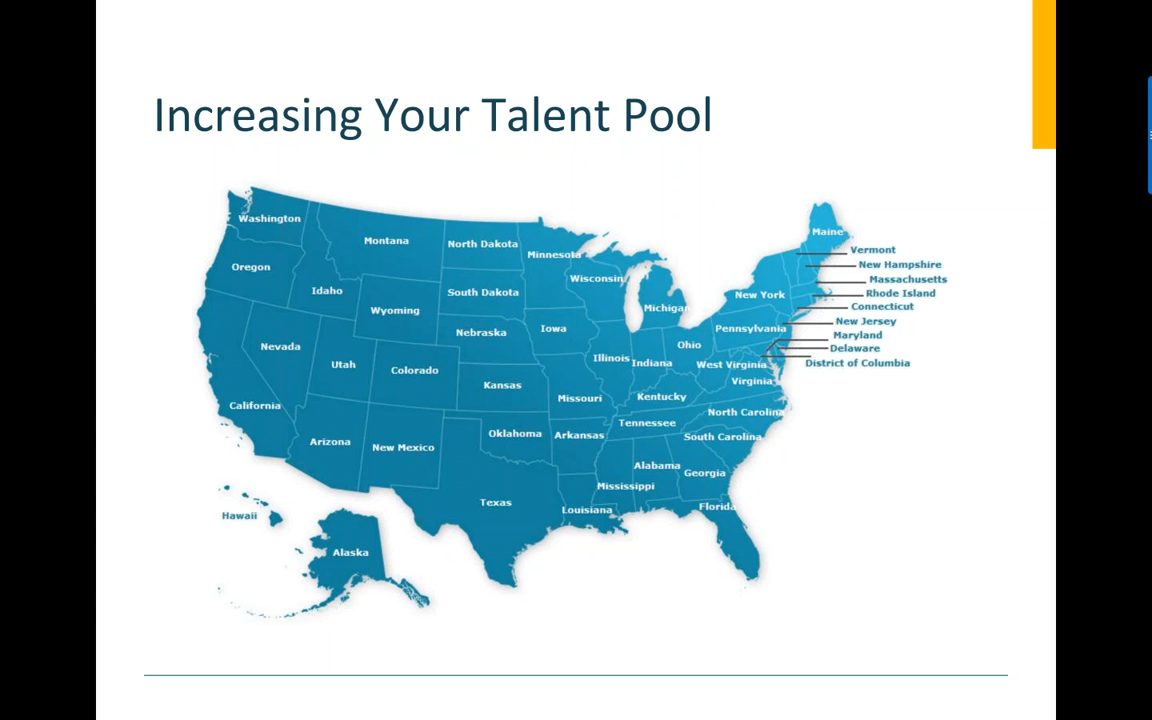 Increasing Your Talent Pool
Washington
Maine
Montana
North Dakota
Minnesota
Vermont
New Hampshire
Oregon
Wisconsin
Massachusetts
Idaho
South Dakota
New York
Rhode Island
Wyoming
Michigan
Connecticut
Nebraska
Iowa
Pennsylvania
New Jersey
Nevada
Ohio
Maryland
Utah
Colorado
Illinois
Indiana
West Virginia
Delaware
District of Columbia
Kansas
Virginia
California
Missouri
Kentucky
North Carolina
Arizona
New Mexico
Oklahoma
Arkansas
Tennessee
South Carolina
Alabama
Georgia
Mississippi
Texas
Louisiana
Florida
Hawaii
Alaska